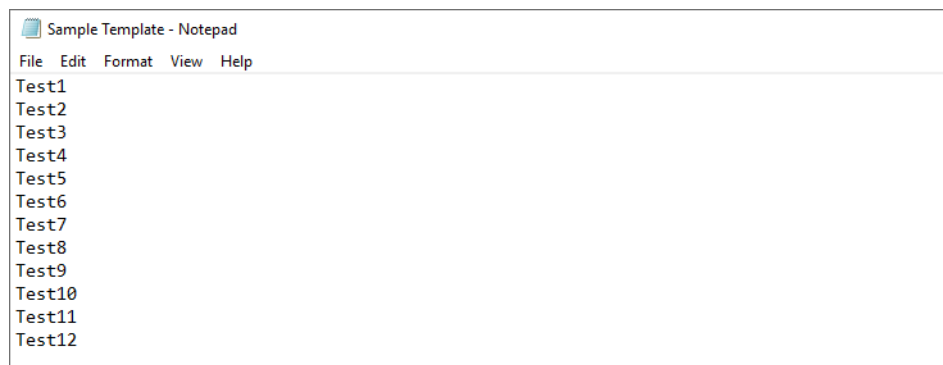 Sample Template - Notepad
File Edit Format View Help
Test1
Test2
Test3
Test4
Test5
Test6
Test7
Test8
Test9
Test10
Test11
Test12